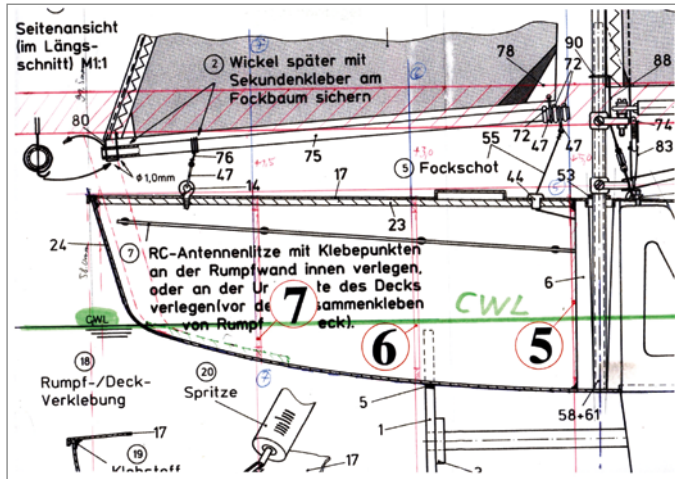 Seitenansicht
(im Längs-
schnitt) M1:1
2 Wickel später mit
Sekundenkleber am
Fockbaum sichern
78
90
72
88
80
72
47
47
74
83
Ø1,0mm
76
47
75
55
5 Fockschot
14
17
44
53
23
24
7 RC-Antennenlitze mit Klebepunkten
an der Rumpfwand innen verlegen,
oder an der Un te des Decks
verlegen(vor de sammenkleben
von Rumpf eck).
6
7
6
5
CWL
CWL
18
Rumpf-/Deck-
Verklebung
20
Spritze
5
1
58+61
17
19
Klebstoff
17